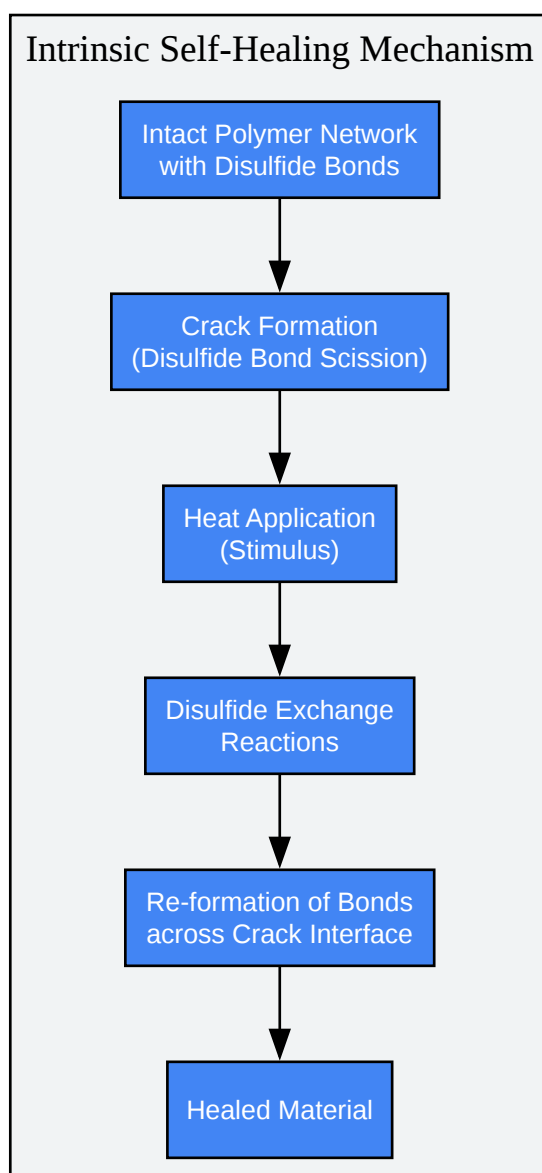 Intrinsic Self-Healing Mechanism
Intact Polymer Network
with Disulfide Bonds
Crack Formation
(Disulfide Bond Scission)
Heat Application
(Stimulus)
Disulfide Exchange
Reactions
Re-formation of Bonds
across Crack Interface
Healed Material